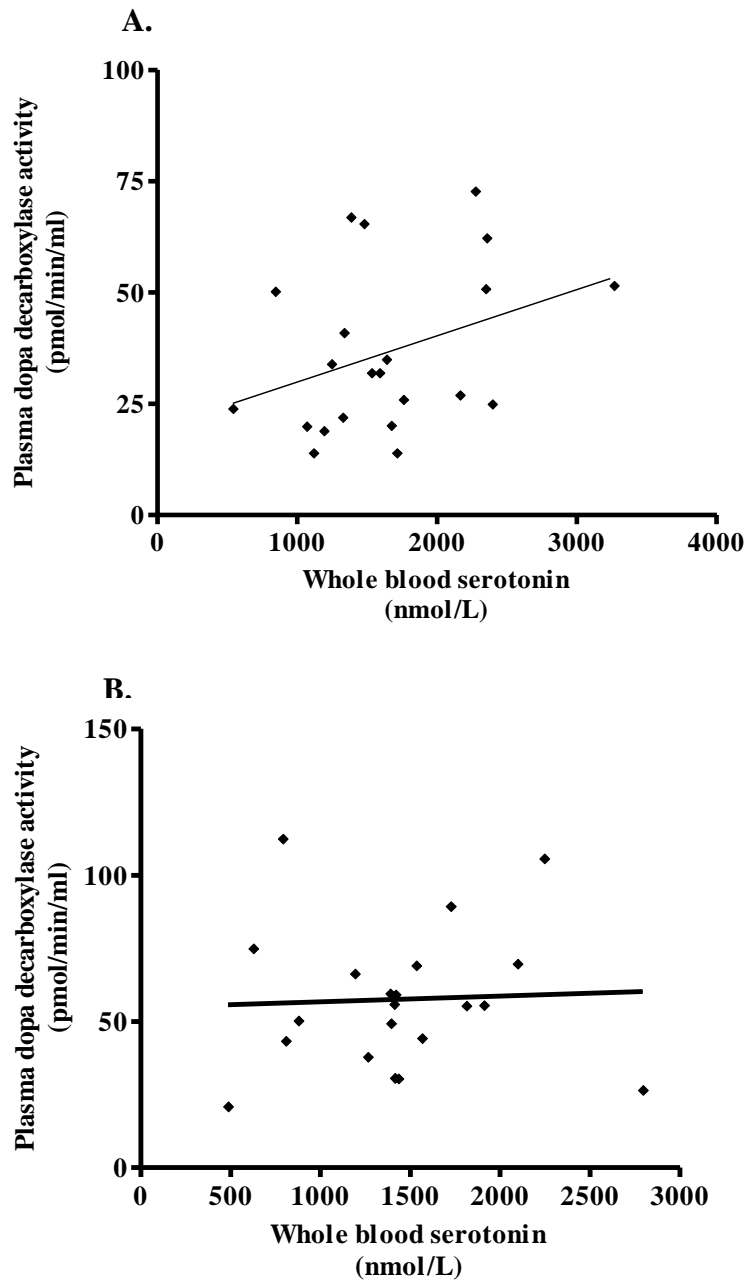 A.
Plasma dopa decarboxylase activity
(pmol/min/ml)
100
75
50
25
0
0 1000 2000 3000 4000
Whole blood serotonin
(nmol/L)
B.
Plasma dopa decarboxylase activity
(pmol/min/ml)
150
100
50
0
0 500 1000 1500 2000 2500 3000
Whole blood serotonin
(nmol/L)